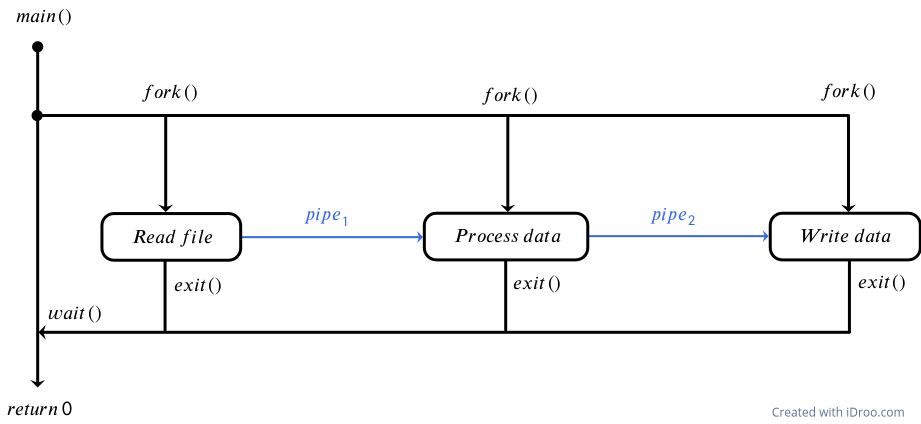 main()
fork()
fork()
fork()
pipe1
pipe2
Read file
Process data
Write data
exit()
exit()
exit()
wait()
return 0
Created with iDroo.com